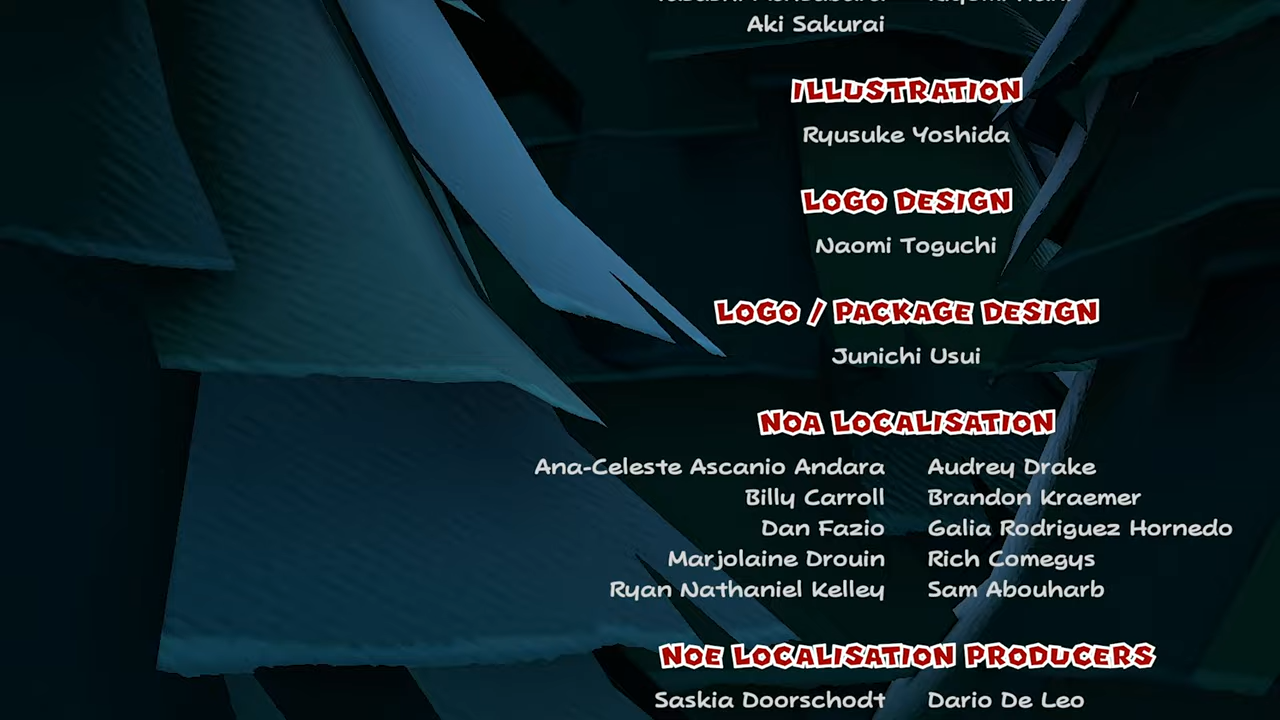 Aki Sakurai
ILLUSTRATION
Ryusuke Yoshida
LOGO DESIGN
Naomi Toguchi
LOGO / PACKAGE DESIGN
Junichi Usui
NOA LOCALISATION
Ana-Celeste Ascanio Andara Audrey Drake
Billy Carroll Brandon Kraemer
Dan Fazio Galia Rodriguez Hornedo
Marjolaine Drouin Rich Comegys
Ryan Nathaniel Kelley Sam Abouharb
NOE LOCALISATION PRODUCERS
Saskia Doorschodt Dario De Leo